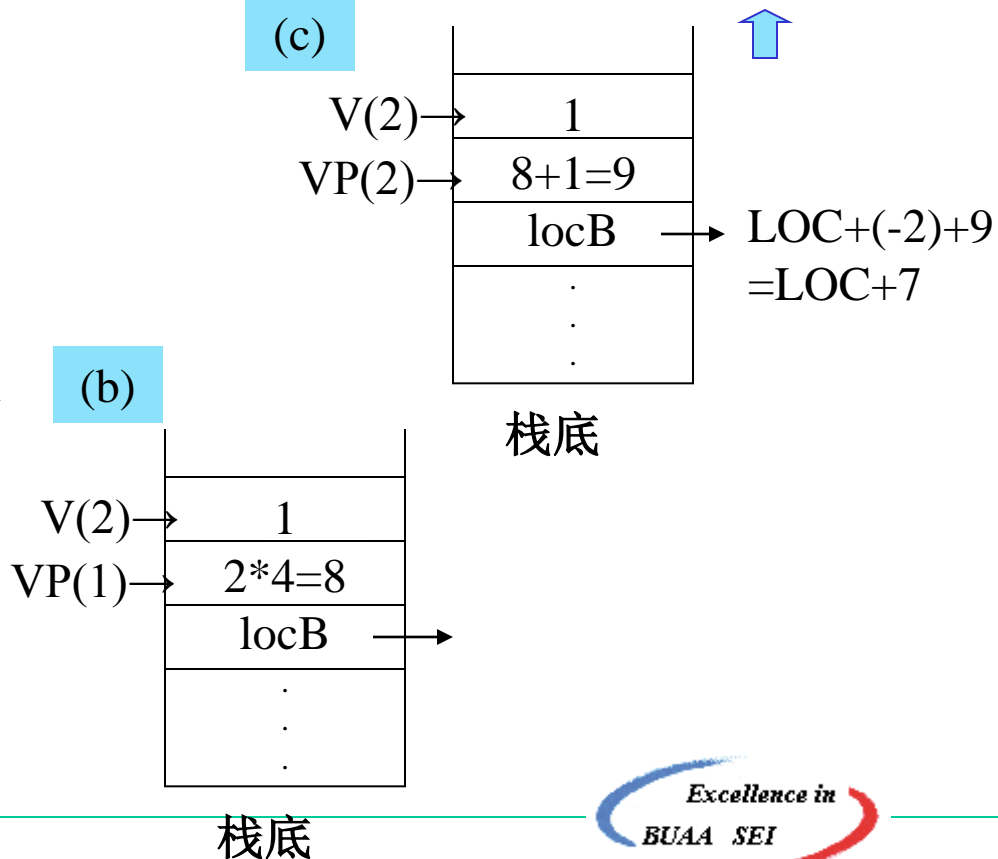 (c)
V(2)→ 1
VP(2)→ 8+1=9
locB → LOC+(-2)+9
=LOC+7
.
.
.
栈底
(b)
V(2)→ 1
VP(1)→ 2*4=8
locB →
.
.
.
栈底
Excellence in
BUAA SEI